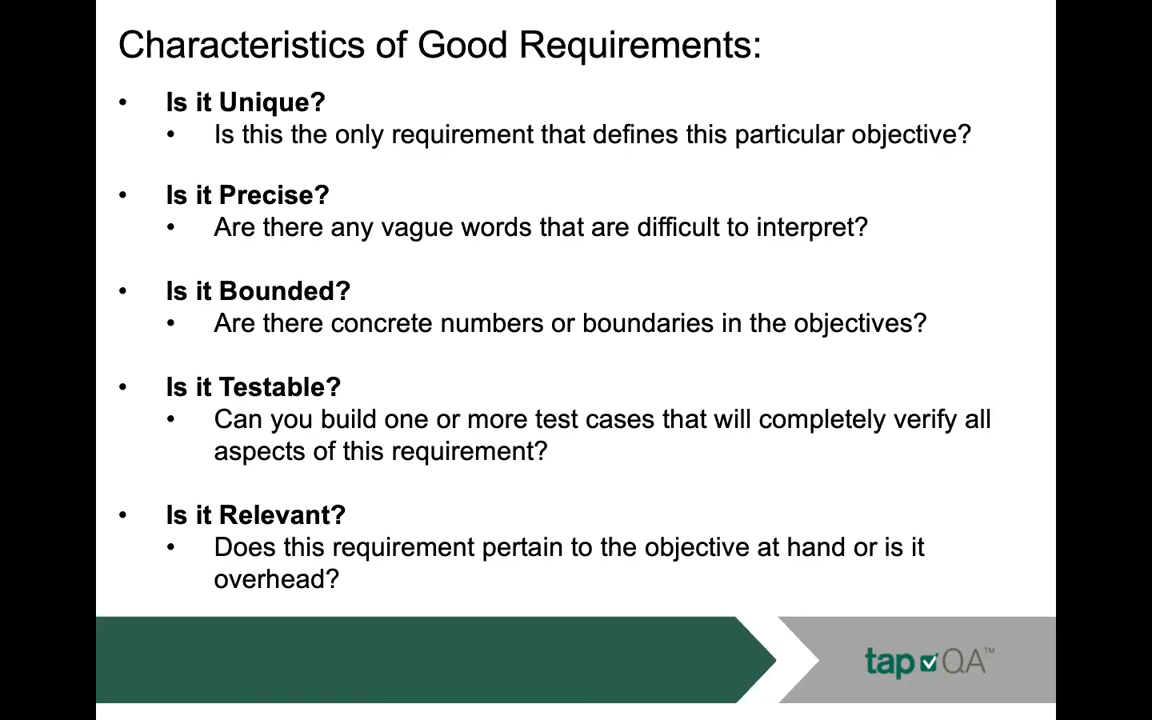 Characteristics of Good Requirements:
• Is it Unique?
• Is this the only requirement that defines this particular objective?
• Is it Precise?
• Are there any vague words that are difficult to interpret?
• Is it Bounded?
• Are there concrete numbers or boundaries in the objectives?
• Is it Testable?
• Can you build one or more test cases that will completely verify all
aspects of this requirement?
• Is it Relevant?
• Does this requirement pertain to the objective at hand or is it
overhead?
tap QA™